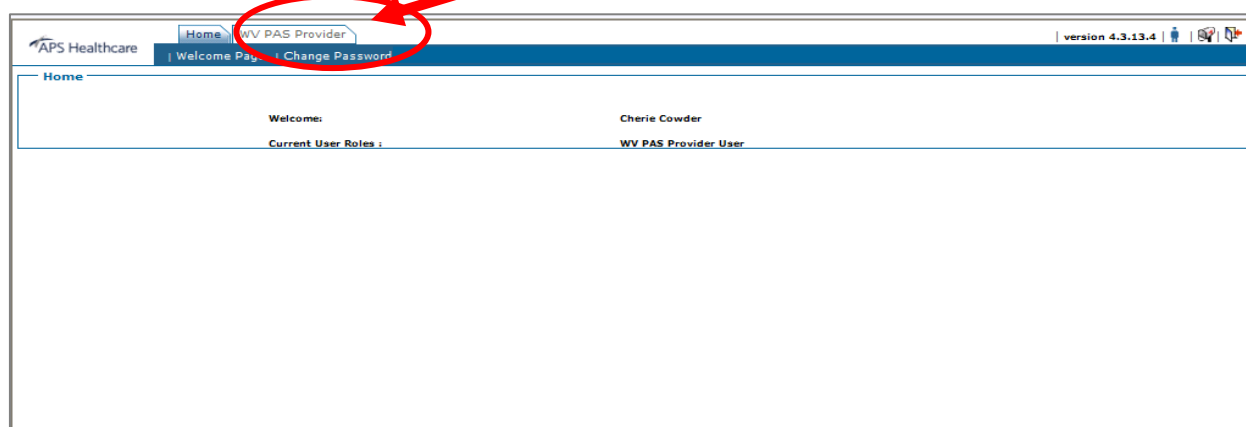 APS Healthcare
Home WV PAS Provider
| version 4.3.13.4 |
| Welcome Page | Change Password
Home
Welcome: Cherie Cowder
Current User Roles : WV PAS Provider User